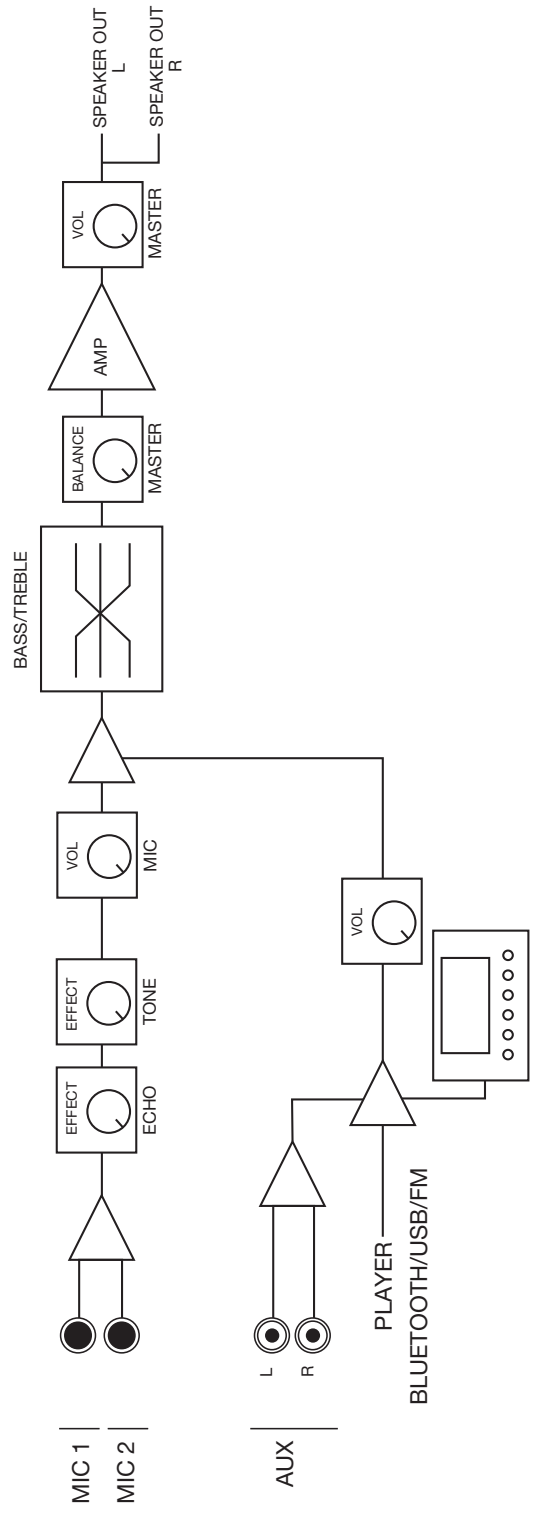 MIC 1
MIC 2
EFFECT
ECHO
EFFECT
TONE
VOL
MIC
BASS/TREBLE
BALANCE
MASTER
AMP
VOL
MASTER
SPEAKER OUT
L
SPEAKER OUT
R
AUX
L
R
PLAYER
BLUETOOTH/USB/FM
VOL